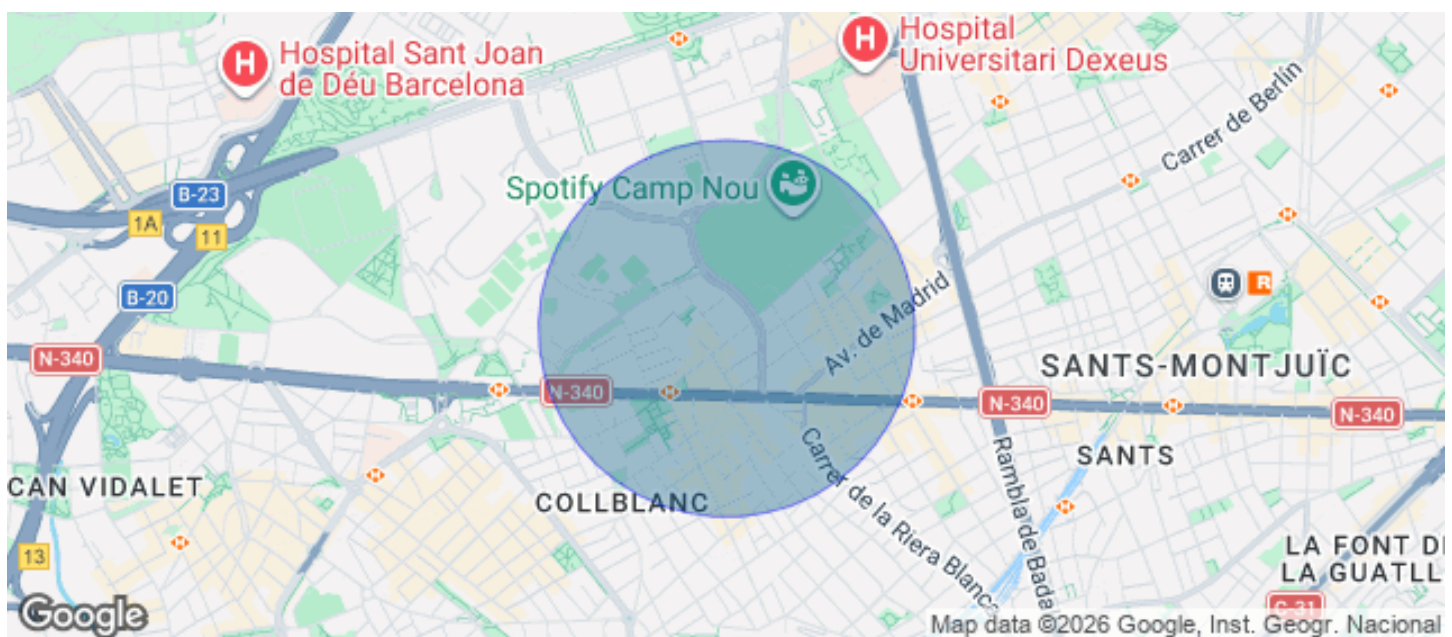 Hospital Sant Joan
de Déu Barcelona
Hospital
Universitari Dexeus
Carrer de Berlín
Spotify Camp Nou
B-23
1A
11
B-20
Av. de Madrid
N-340
N-340
SANTS-MONTJUÏC
N-340
N-340
CAN VIDALET
COLLBLANC
SANTS
Carrer de la Riera Blanca
Rambla de Bada
13
LA FONT D
LA GUATLL
C-31
Google
Map data ©2026 Google, Inst. Geogr. Nacional